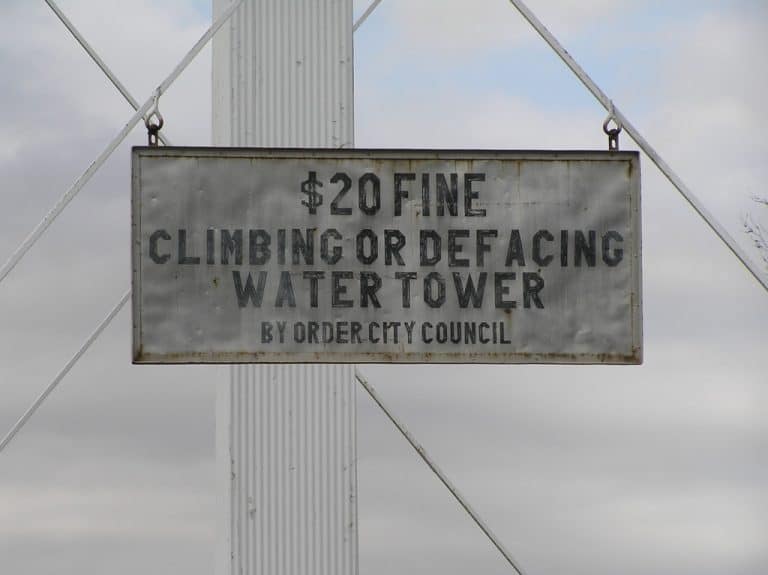 $20 FINE
CLIMBING OR DEFACING
WATER TOWER
BY ORDER CITY COUNCIL